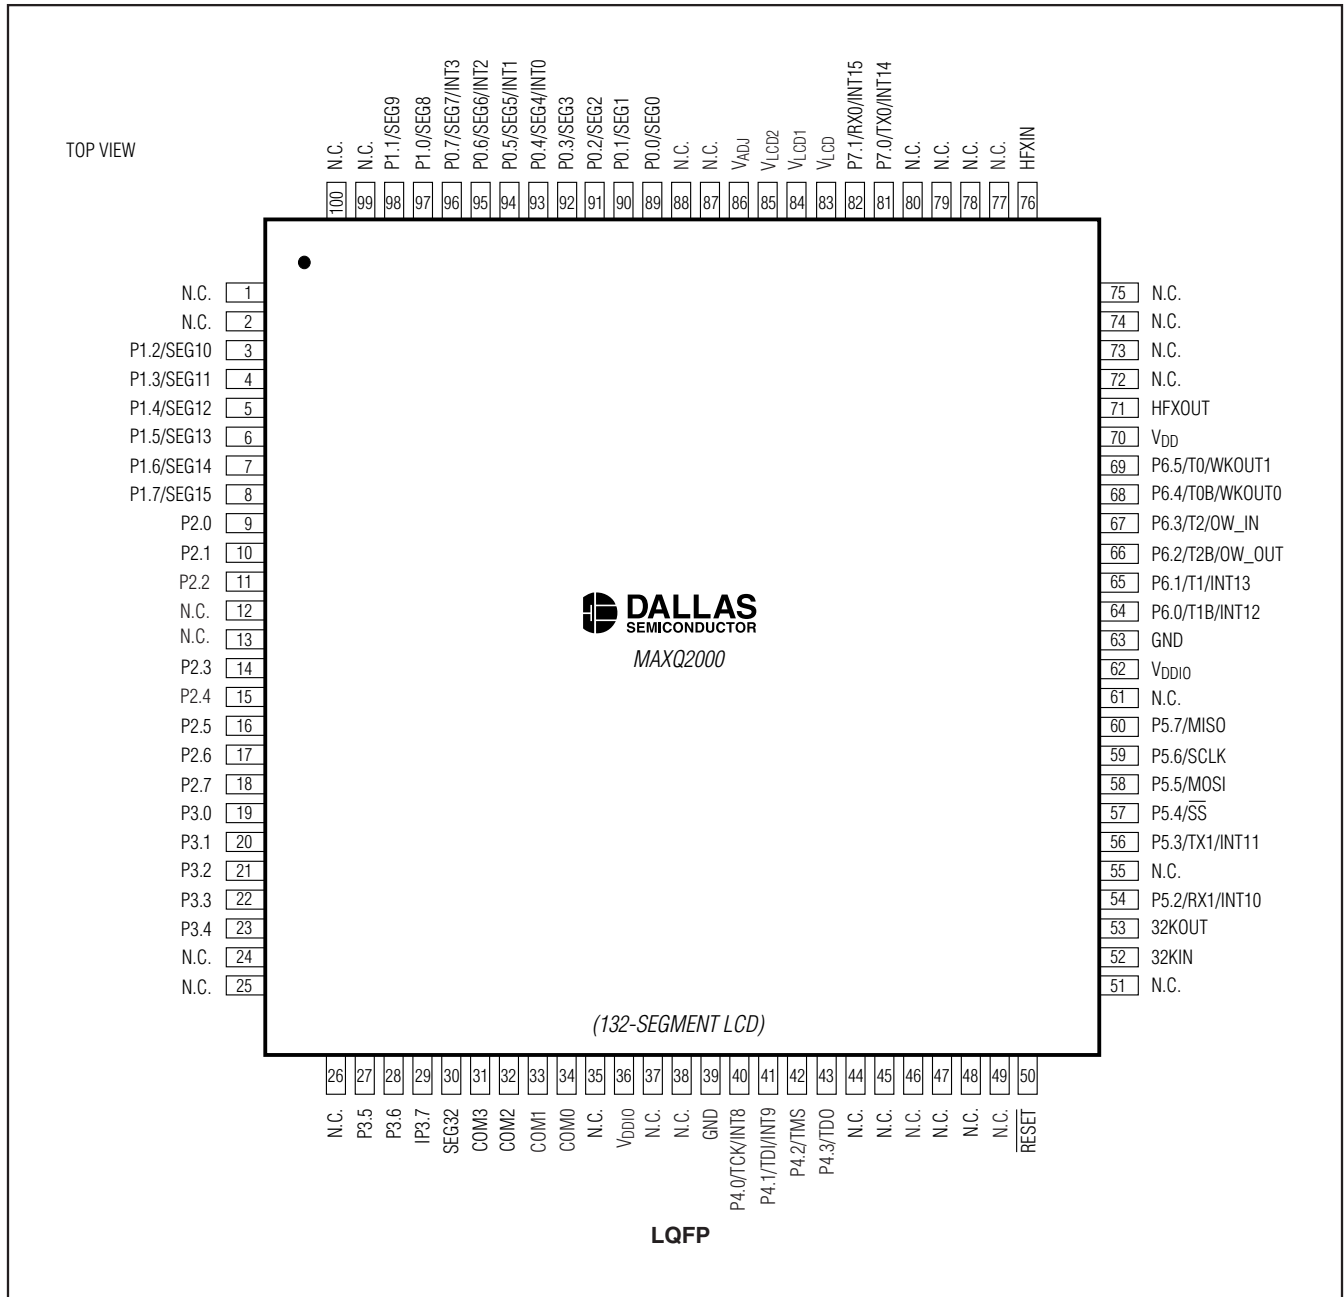 TOP VIEW
N.C.
N.C.
P1.1/SEG9
P1.0/SEG8
P0.7/SEG7/INT3
P0.6/SEG6/INT2
P0.5/SEG5/INT1
P0.4/SEG4/INT0
P0.3/SEG3
P0.2/SEG2
P0.1/SEG1
P0.0/SEG0
N.C.
N.C.
VADJ
VLCD2
VLCD1
VLCD
P7.1/RX0/INT15
P7.0/TX0/INT14
N.C.
N.C.
N.C.
N.C.
HFXIN
100 99 98 97 96 95 94 93 92 91 90 89 88 87 86 85 84 83 82 81 80 79 78 77 76
N.C. 1
N.C. 2
P1.2/SEG10 3
P1.3/SEG11 4
P1.4/SEG12 5
P1.5/SEG13 6
P1.6/SEG14 7
P1.7/SEG15 8
P2.0 9
P2.1 10
P2.2 11
N.C. 12
N.C. 13
P2.3 14
P2.4 15
P2.5 16
P2.6 17
P2.7 18
P3.0 19
P3.1 20
P3.2 21
P3.3 22
P3.4 23
N.C. 24
N.C. 25
DALLAS
SEMICONDUCTOR
MAXQ2000
(132-SEGMENT LCD)
75 N.C.
74 N.C.
73 N.C.
72 N.C.
71 HFXOUT
70 VDD
69 P6.5/T0/WKOUT1
68 P6.4/T0B/WKOUT0
67 P6.3/T2/OW_IN
66 P6.2/T2B/OW_OUT
65 P6.1/T1/INT13
64 P6.0/T1B/INT12
63 GND
62 VDDIO
61 N.C.
60 P5.7/MISO
59 P5.6/SCLK
58 P5.5/MOSI
57 P5.4/S̅S̅
56 P5.3/TX1/INT11
55 N.C.
54 P5.2/RX1/INT10
53 32KOUT
52 32KIN
51 N.C.
26 27 28 29 30 31 32 33 34 35 36 37 38 39 40 41 42 43 44 45 46 47 48 49 50
N.C.
P3.5
P3.6
IP3.7
SEG32
COM3
COM2
COM1
COM0
N.C.
VDDIO
N.C.
N.C.
GND
P4.0/TCK/INT8
P4.1/TDI/INT9
P4.2/TMS
P4.3/TDO
N.C.
N.C.
N.C.
N.C.
N.C.
N.C.
R̅E̅S̅E̅T̅
LQFP